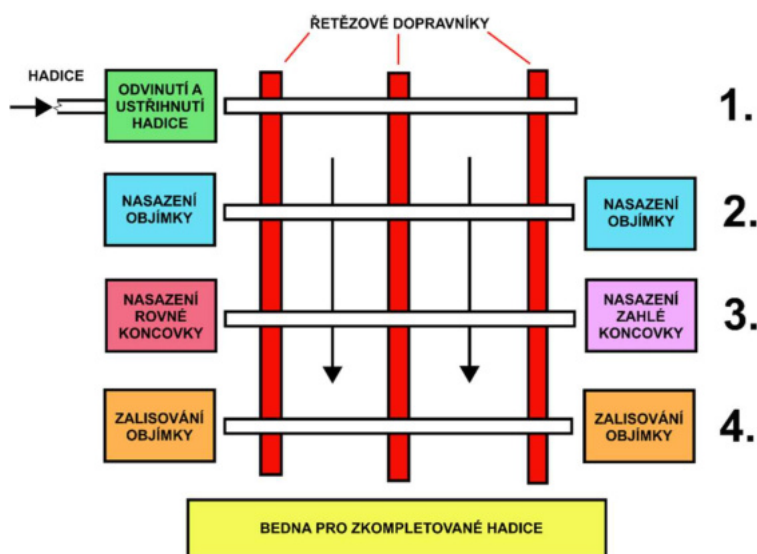 ŘETĚZOVÉ DOPRAVNÍKY
HADICE
ODVINUTÍ A
USTŘIHNUTÍ
HADICE
1.
NASAZENÍ
OBJÍMKY
NASAZENÍ
OBJÍMKY
2.
NASAZENÍ
ROVNÉ
KONCOVKY
NASAZENÍ
ZAHLÉ
KONCOVKY
3.
ZALISOVÁNÍ
OBJÍMKY
ZALISOVÁNÍ
OBJÍMKY
4.
BEDNA PRO ZKOMPLETOVANÉ HADICE